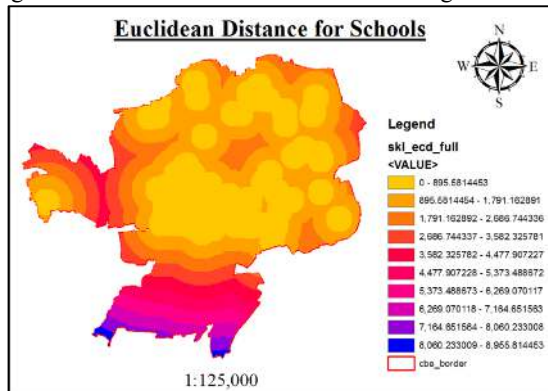 Euclidean Distance for Schools
N
W
E
S
Legend
skl_ecd_full
<VALUE>
0 - 895.5814453
895.5814454 - 1,791.162891
1,791.162892 - 2,686.744336
2,686.744337 - 3,582.325781
3,582.325782 - 4,477.907227
4,477.907228 - 5,373.488672
5,373.488673 - 6,269.070117
6,269.070118 - 7,164.651563
7,164.651564 - 8,060.233008
8,060.233009 - 8,955.814453
cbe_border
1:125,000